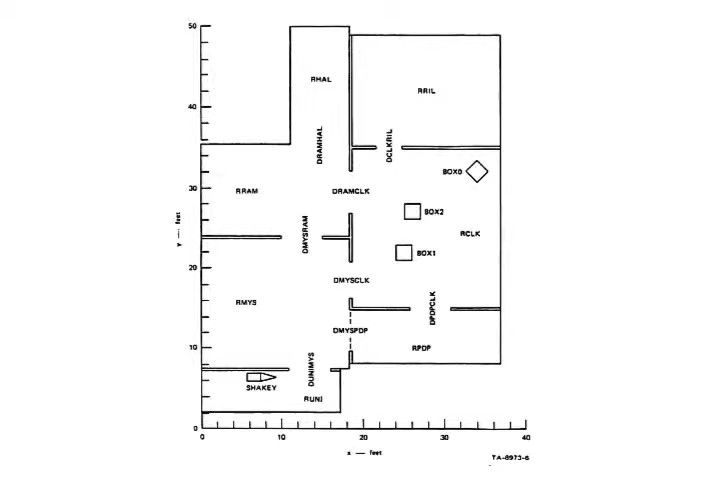 50
RHAL
RRIL
40
DRAMHAL
DCLKRIL
BOX0
30
RRAM
DRAMCLK
BOX2
y — feet
DMYSRAM
RCLK
BOX1
20
DMYSCLK
RMYS
DPDPCLK
DMYSPDP
10
RPDP
DUNIMYS
SHAKEY
RUNI
0
0 10 20 30 40
x — feet
TA-8973-6